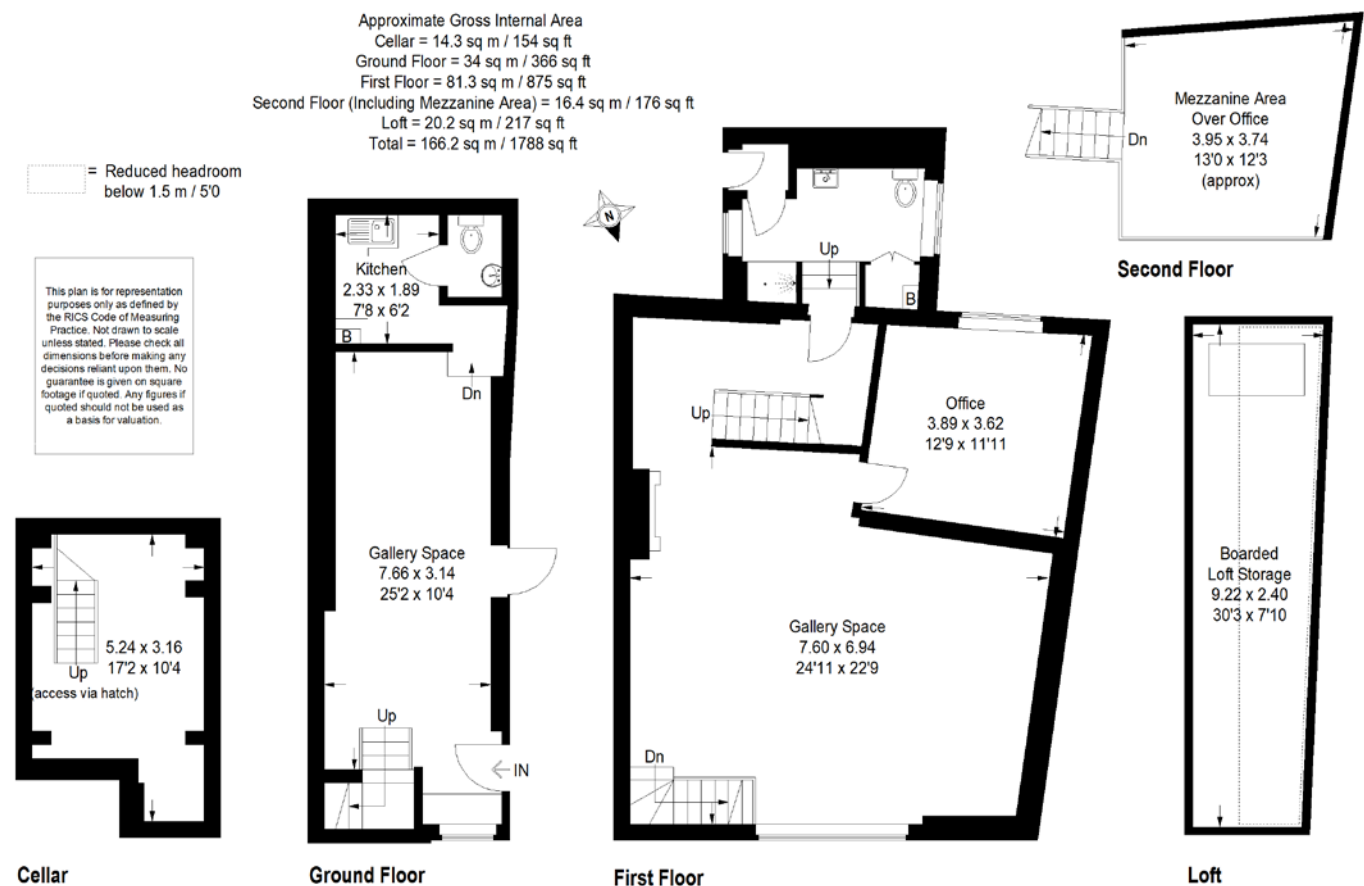 Approximate Gross Internal Area
Cellar = 14.3 sq m / 154 sq ft
Ground Floor = 34 sq m / 366 sq ft
First Floor = 81.3 sq m / 875 sq ft
Second Floor (Including Mezzanine Area) = 16.4 sq m / 176 sq ft
Loft = 20.2 sq m / 217 sq ft
Total = 166.2 sq m / 1788 sq ft
= Reduced headroom
below 1.5 m / 5'0
This plan is for representation
purposes only as defined by
the RICS Code of Measuring
Practice. Not drawn to scale
unless stated. Please check all
dimensions before making any
decisions reliant upon them. No
guarantee is given on square
footage if quoted. Any figures if
quoted should not be used as
a basis for valuation.
5.24 x 3.16
17'2 x 10'4
Up
(access via hatch)
Cellar
N
Kitchen
2.33 x 1.89
7'8 x 6'2
B
Dn
Gallery Space
7.66 x 3.14
25'2 x 10'4
Up
IN
Ground Floor
Up
B
Up
Office
3.89 x 3.62
12'9 x 11'11
Gallery Space
7.60 x 6.94
24'11 x 22'9
Dn
First Floor
Mezzanine Area
Over Office
3.95 x 3.74
13'0 x 12'3
(approx)
Dn
Second Floor
Boarded
Loft Storage
9.22 x 2.40
30'3 x 7'10
Loft